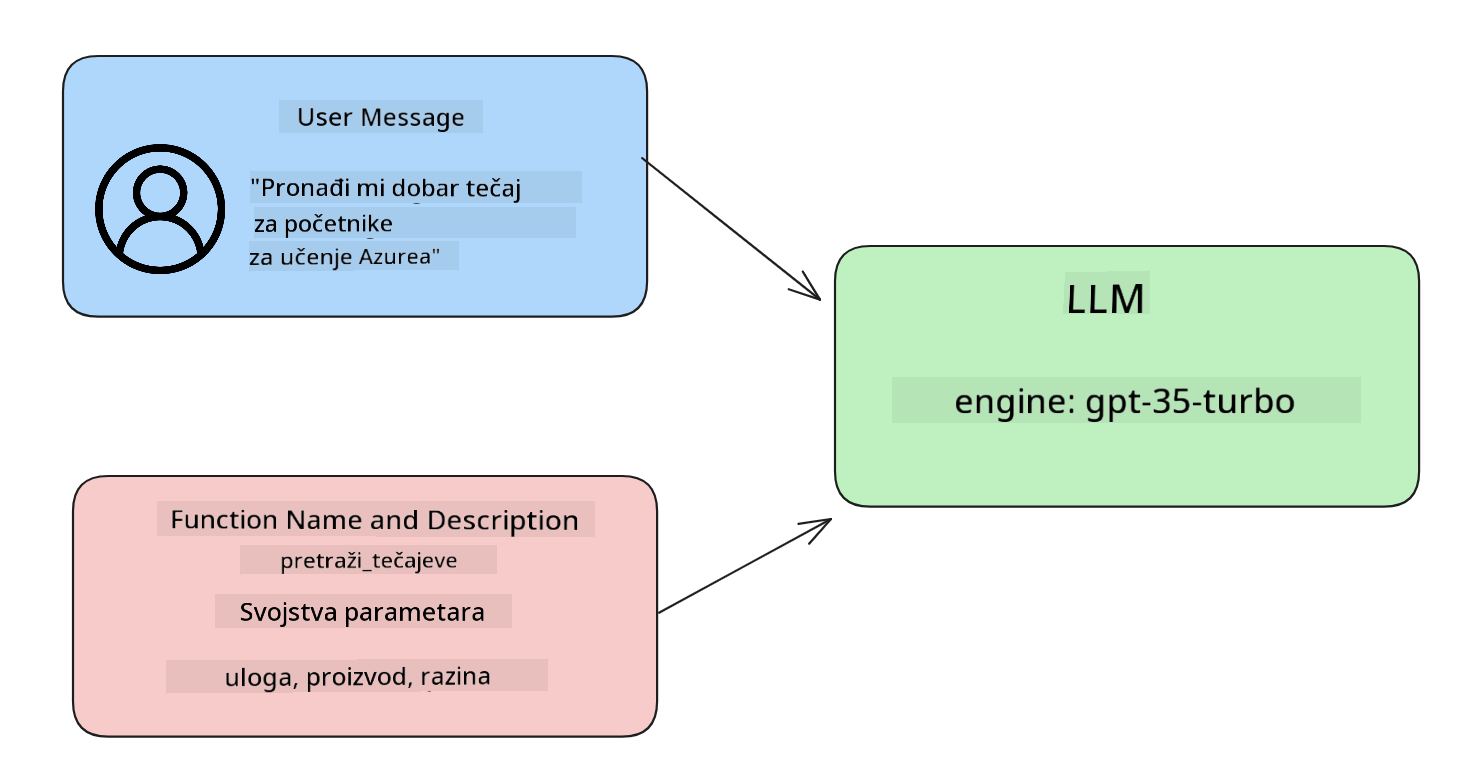 User Message
"Pronađi mi dobar tečaj
za početnike
za učenje Azurea"
LLM
engine: gpt-35-turbo
Function Name and Description
pretraži_tečajeve
Svojstva parametara
uloga, proizvod, razina